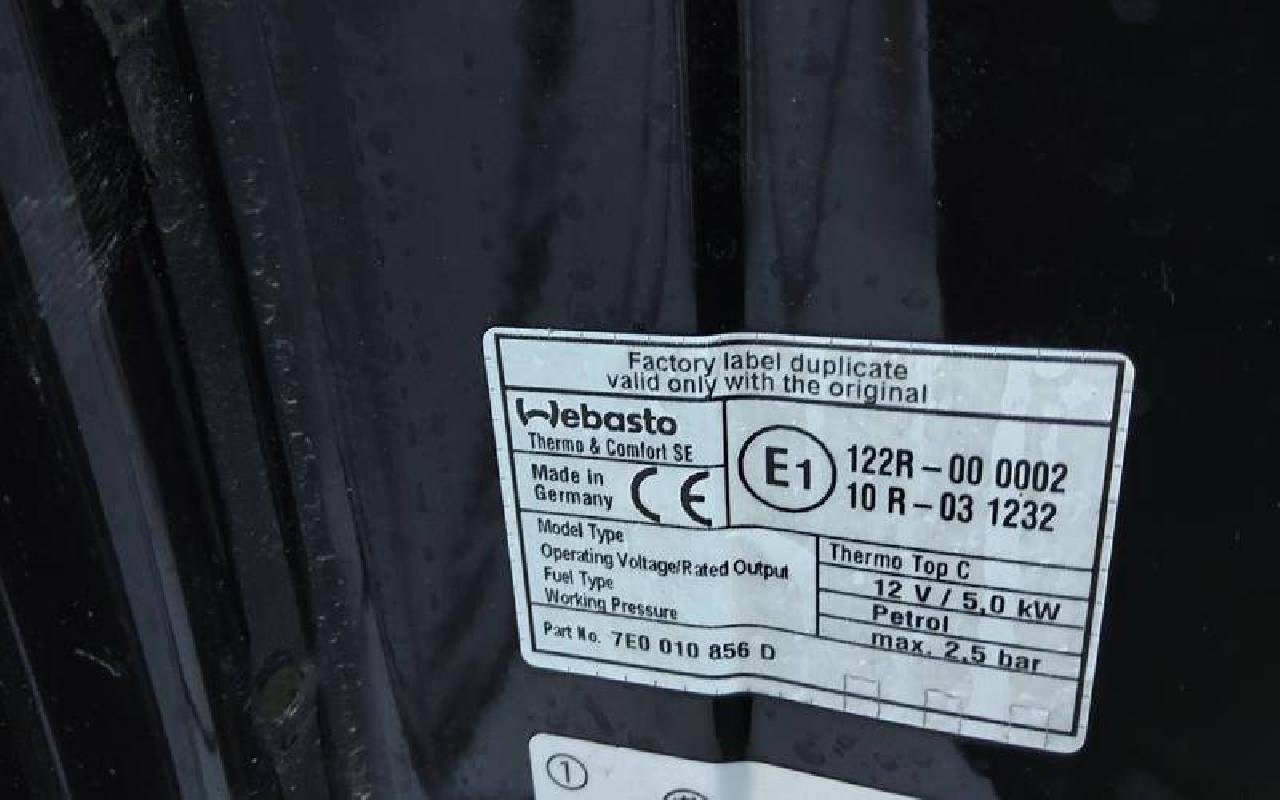 Factory label duplicate
valid only with the original
Webasto
Thermo & Comfort SE
Made in
Germany
CE
E1
122R – 00 0002
10 R – 03 1232
Model Type
Thermo Top C
Operating Voltage/Rated Output
12 V / 5,0 kW
Fuel Type
Petrol
Working Pressure
max. 2,5 bar
Part No. 7E0 010 856 D
1